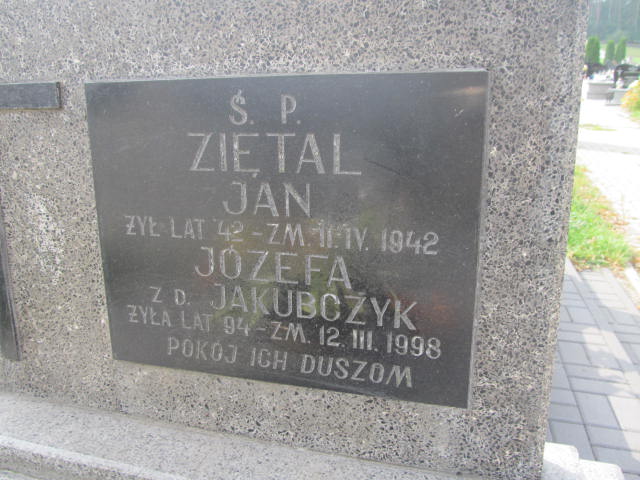 Ś. P.
ZIĘTAL
JAN
ŻYŁ LAT 42 - ZM. 11. IV. 1942
JÓZEFA
Z D. JAKUBCZYK
ŻYŁA LAT 94 - ZM. 12. III. 1998
POKÓJ ICH DUSZOM